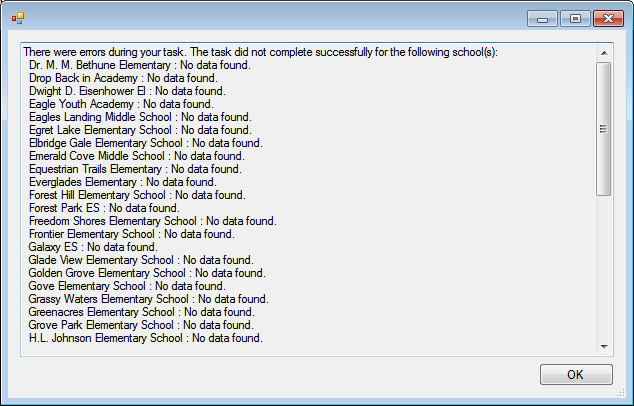 There were errors during your task. The task did not complete successfully for the following school(s):
Dr. M. M. Bethune Elementary : No data found.
Drop Back in Academy : No data found.
Dwight D. Eisenhower El : No data found.
Eagle Youth Academy : No data found.
Eagles Landing Middle School : No data found.
Egret Lake Elementary School : No data found.
Elbridge Gale Elementary School : No data found.
Emerald Cove Middle School : No data found.
Equestrian Trails Elementary : No data found.
Everglades Elementary : No data found.
Forest Hill Elementary School : No data found.
Forest Park ES : No data found.
Freedom Shores Elementary School : No data found.
Frontier Elementary School : No data found.
Galaxy ES : No data found.
Glade View Elementary School : No data found.
Golden Grove Elementary School : No data found.
Gove Elementary School : No data found.
Grassy Waters Elementary School : No data found.
Greenacres Elementary School : No data found.
Grove Park Elementary School : No data found.
H.L. Johnson Elementary School : No data found.
OK